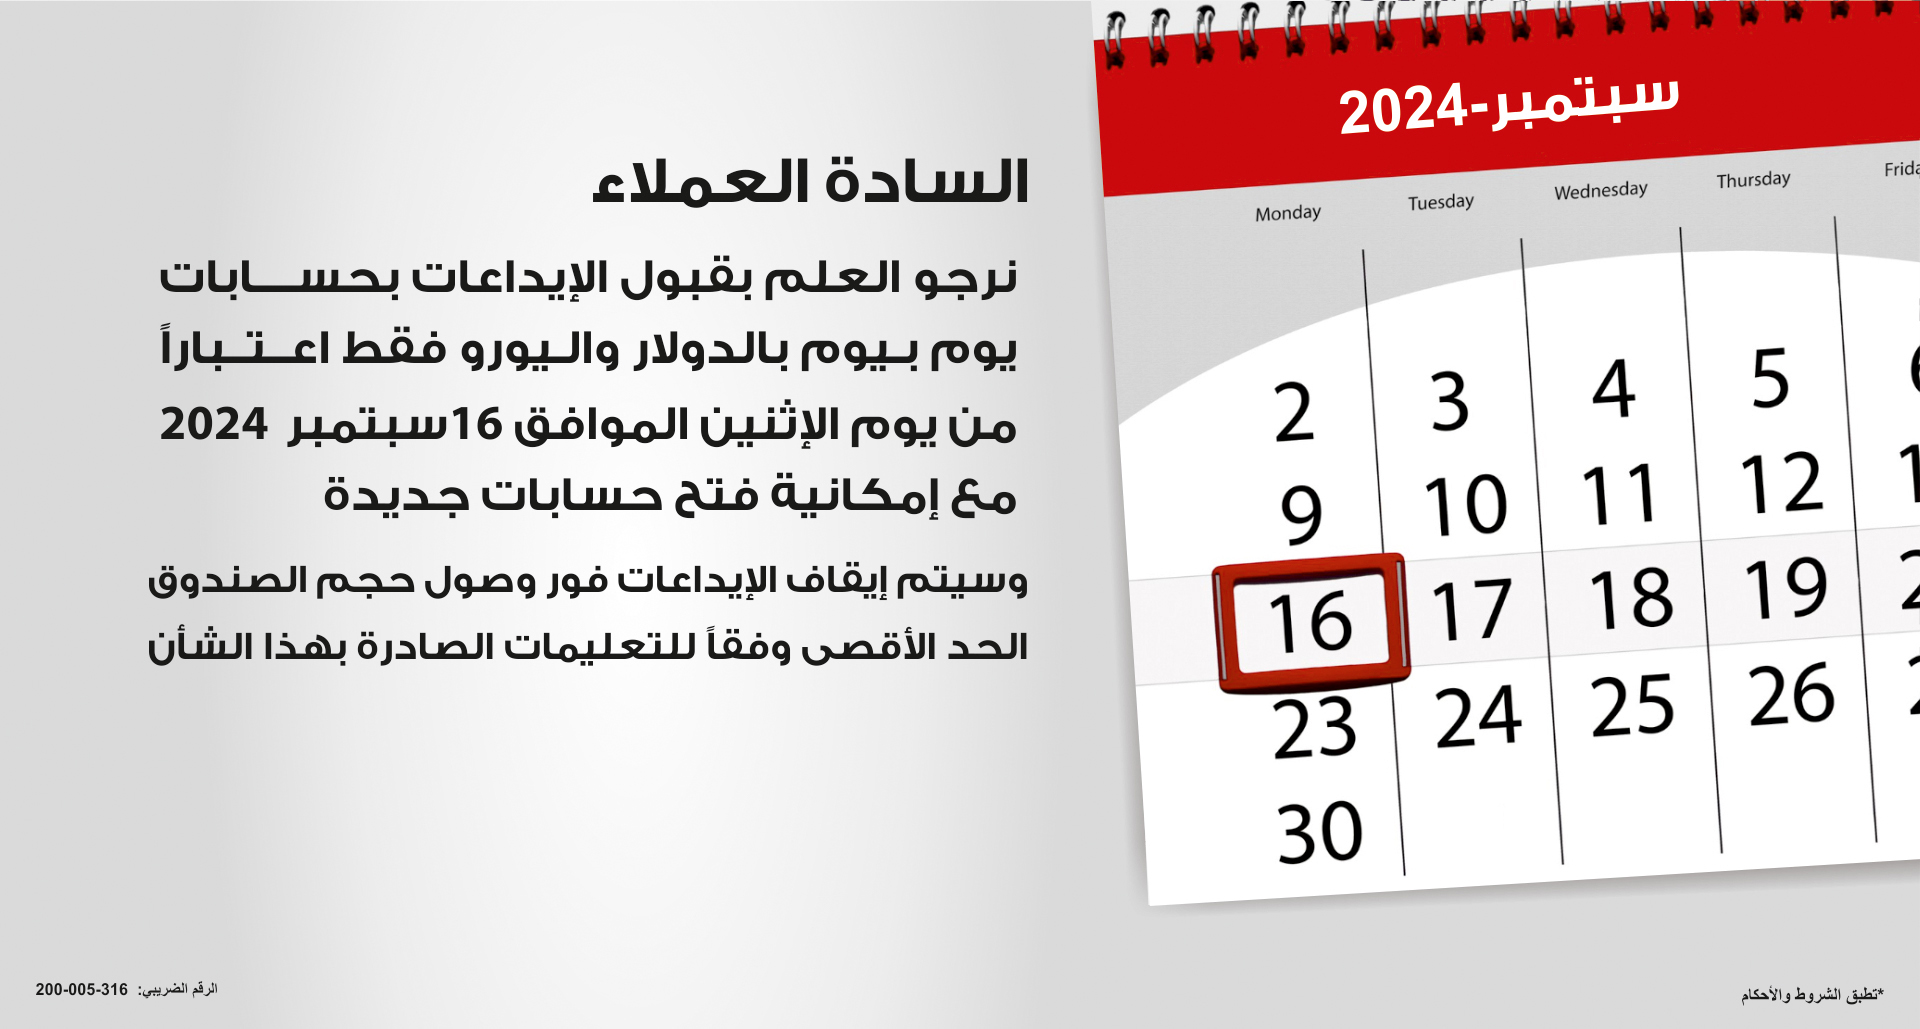 السادة العملاء
نرجو العلم بقبول الإيداعات بحســـابات
يوم بـيوم بالدولار والـيورو فقط اعــتــباراً
من يوم الإثنين الموافق 16سبتمبر 2024
مع إمكانية فتح حسابات جديدة
وسيتم إيقاف الإيداعات فور وصول حجم الصندوق
الحد الأقصى وفقاً للتعليمات الصادرة بهذا الشأن
سبتمبر-2024
Monday Tuesday Wednesday Thursday
2 3 4 5
9 10 11 12
16 17 18 19
23 24 25 26
30
*تطبق الشروط والأحكام
الرقم الضريبي: 316-005-200